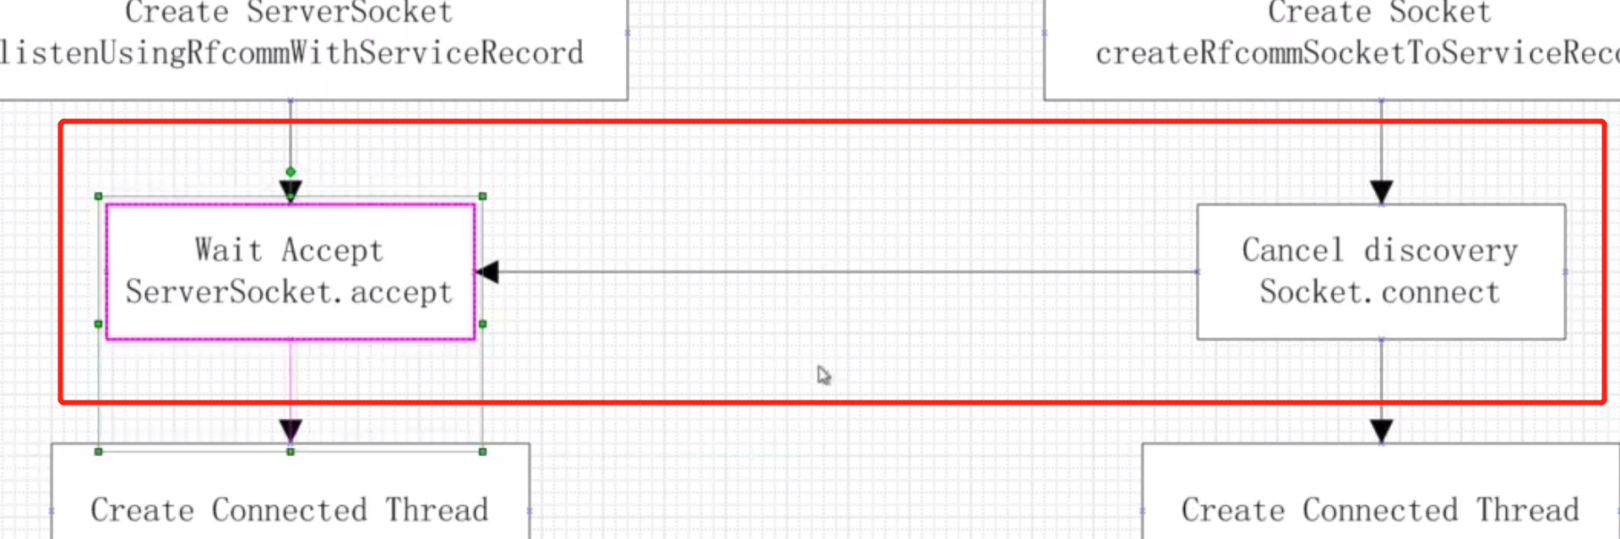 Create ServerSocket
listenUsingRfcommWithServiceRecord
Create Socket
Wait Accept
ServerSocket.accept
Cancel discovery
Socket.connect
Create Connected Thread
Create Connected Thread